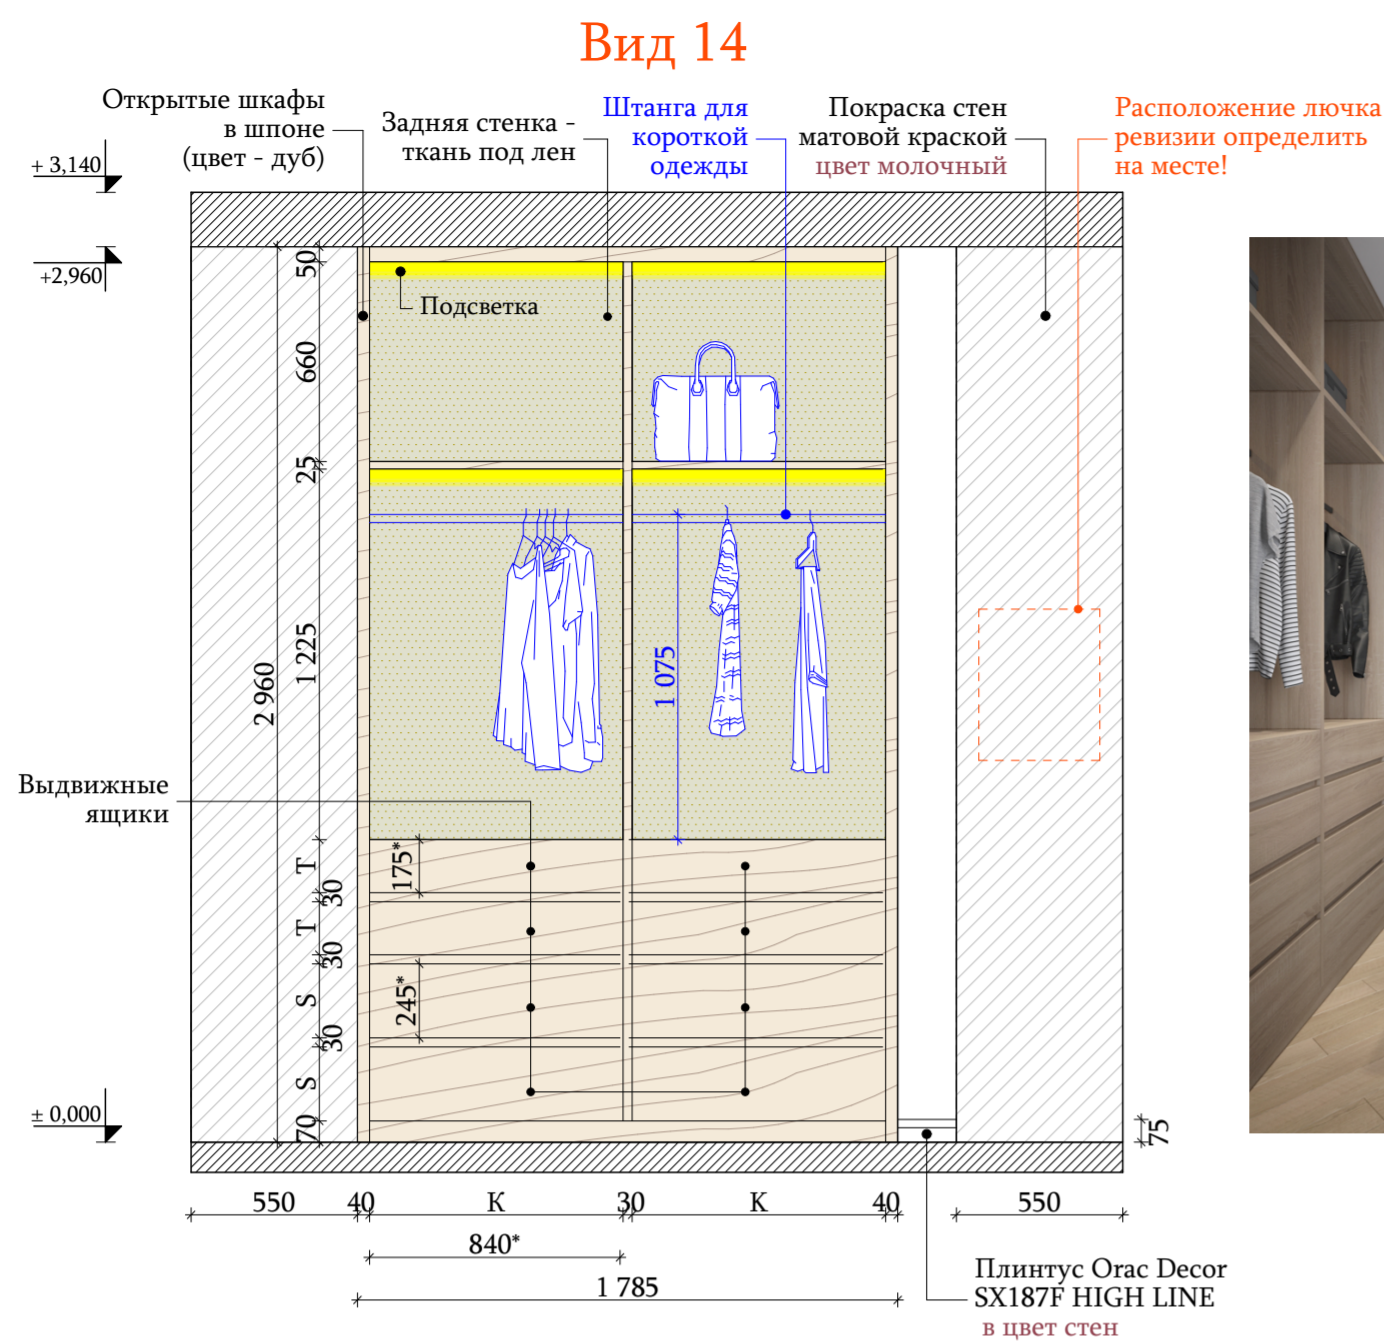 Вид 14
Открытые шкафы
в шпоне
(цвет - дуб)
Задняя стенка -
ткань под лен
Штанга для
короткой
одежды
Покраска стен
матовой краской
цвет молочный
Расположение лючка
ревизии определить
на месте!
+ 3,140
+2,960
± 0,000
Подсветка
Выдвижные
ящики
50
660
25
1 225
2 960
1 075
T
30
T
30
S
30
S
70
175*
245*
75
550
40
K
30
K
40
550
840*
1 785
Плинтус Orac Decor
SX187F HIGH LINE
в цвет стен